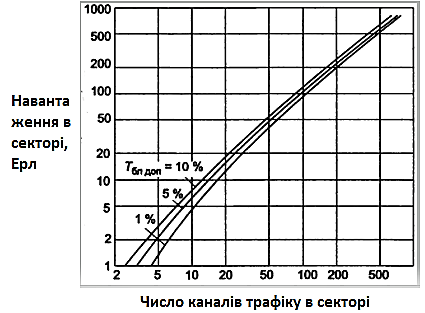 1000
500
200
100
50
20
10
5
2
1
Наванта
ження в
секторі,
Ерл
Tбл доп = 10 %
5 %
1 %
2 5 10 20 50 100 200 500
Число каналів трафіку в секторі